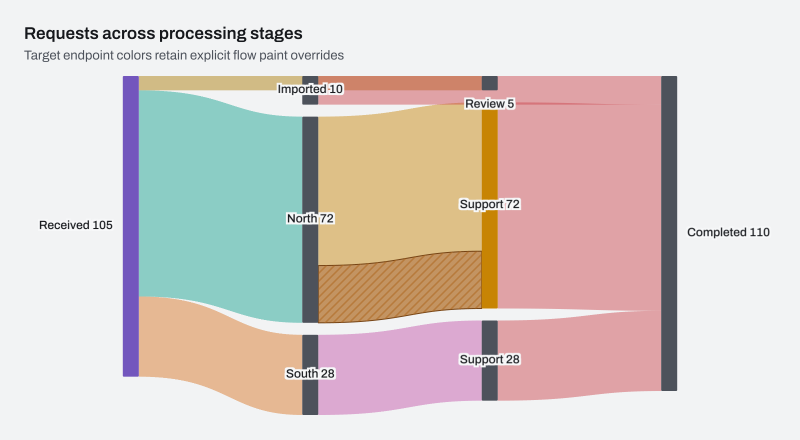 Requests across processing stages
Target endpoint colors retain explicit flow paint overrides
Imported 10
Review 5
Support 72
North 72
Received 105
Completed 110
Support 28
South 28